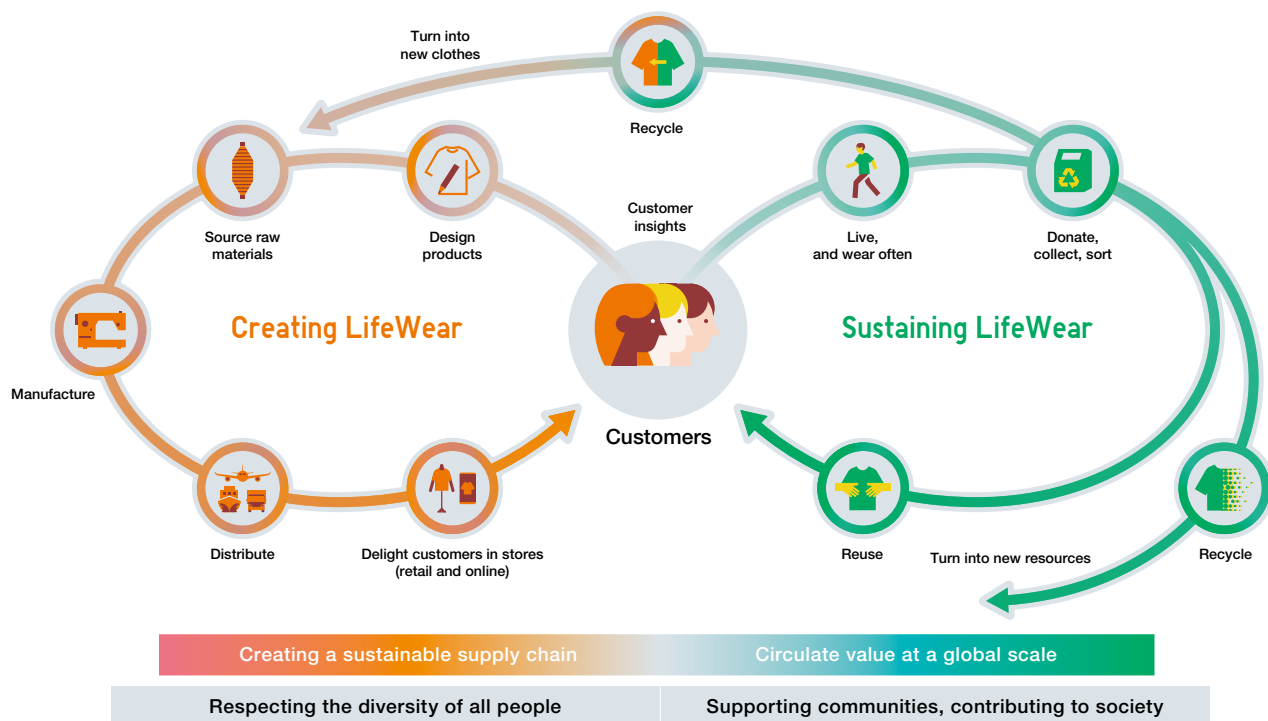 Turn into
new clothes
Recycle
Source raw
materials
Design
products
Customer
insights
Live,
and wear often
Donate,
collect, sort
Creating LifeWear
Sustaining LifeWear
Manufacture
Customers
Distribute
Delight customers in stores
(retail and online)
Reuse
Turn into new resources
Recycle
Creating a sustainable supply chain
Circulate value at a global scale
Respecting the diversity of all people
Supporting communities, contributing to society